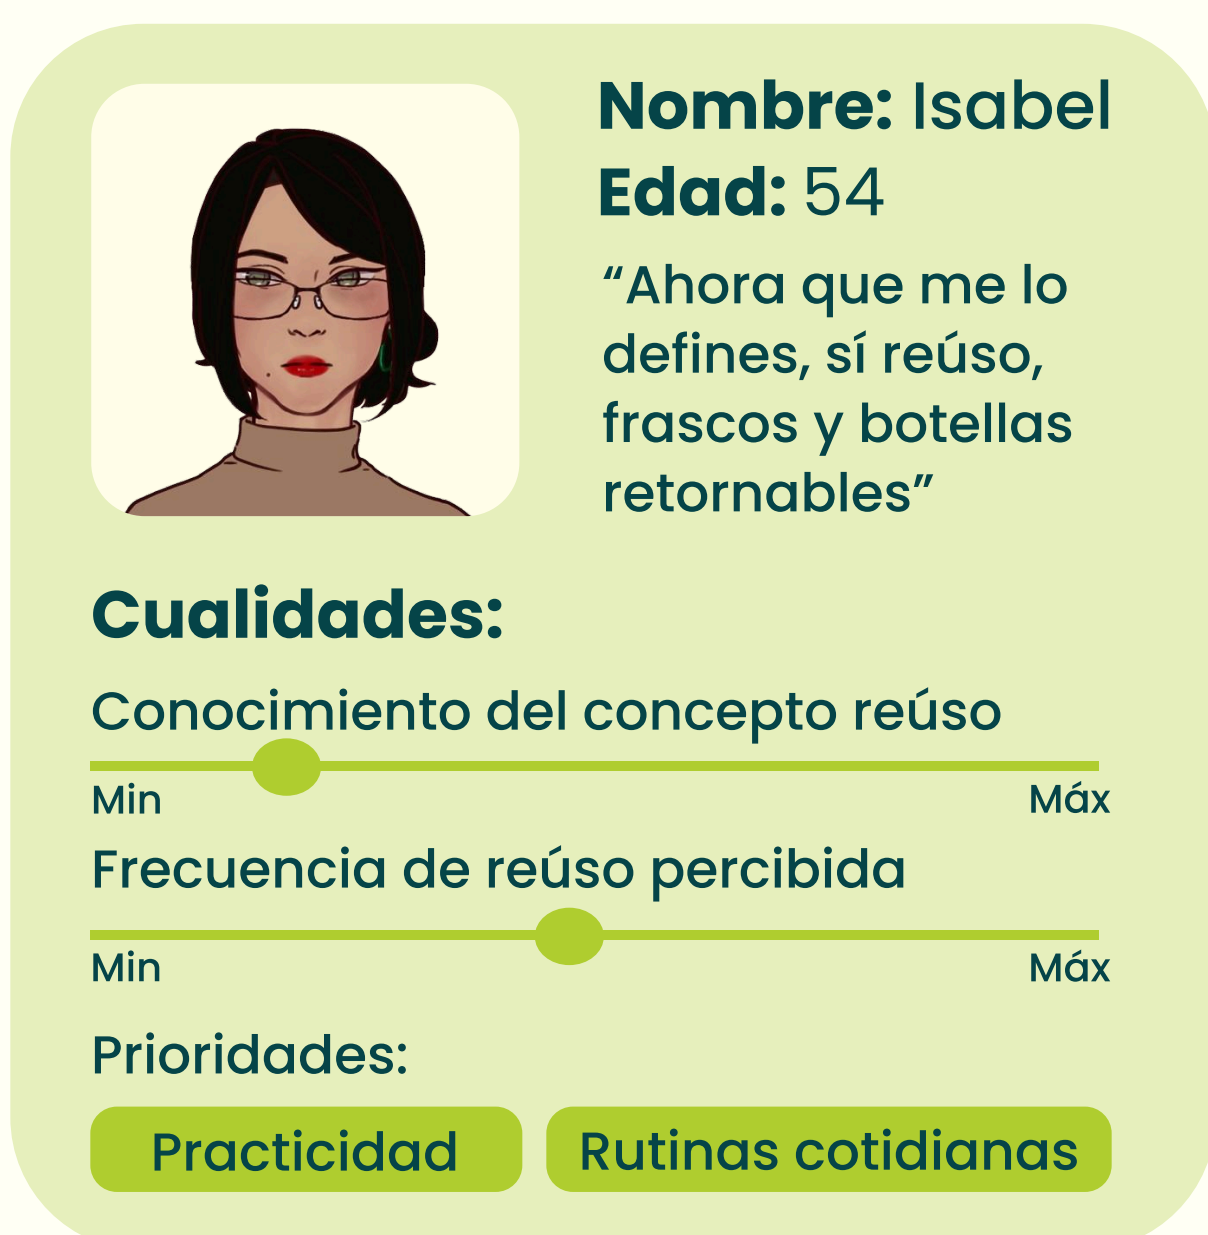 Nombre: Isabel
Edad: 54
“Ahora que me lo
defines, sí reúso,
frascos y botellas
retornables”
Cualidades:
Conocimiento del concepto reúso
Min Máx
Frecuencia de reúso percibida
Min Máx
Prioridades:
Practicidad Rutinas cotidianas